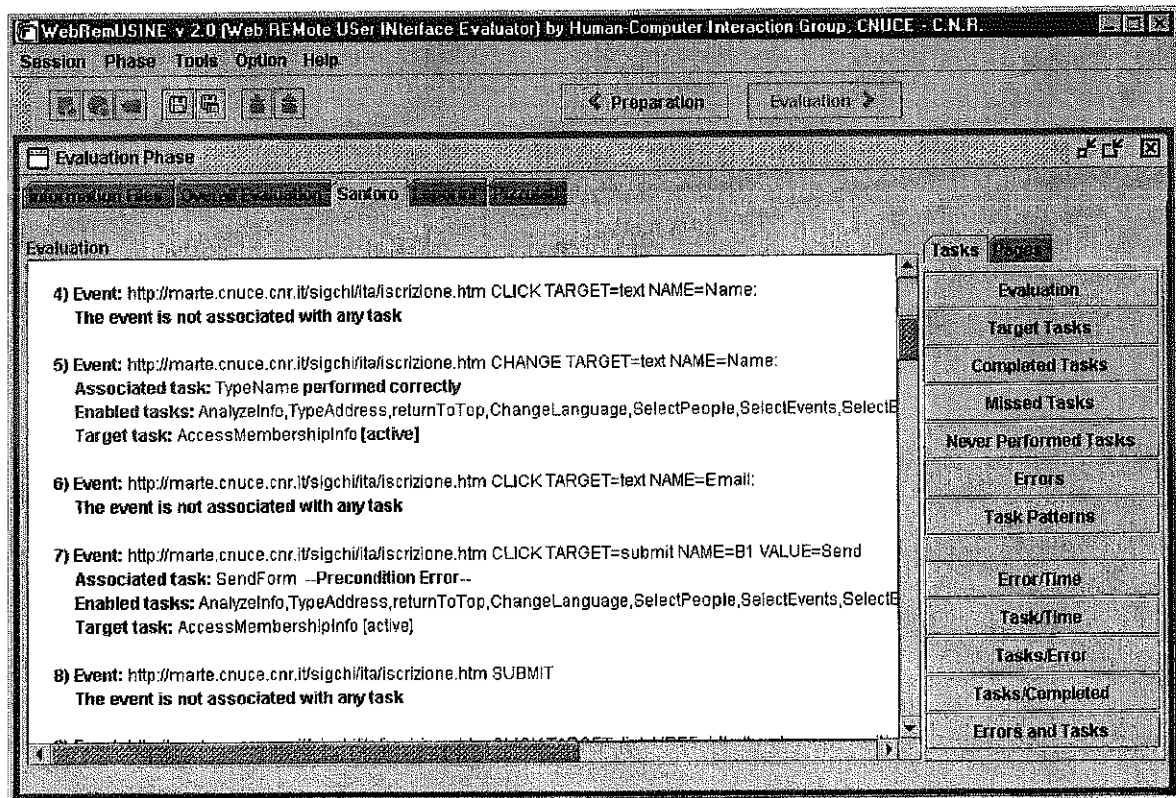 WebRemUSINE v 2.0 (Web REMote USer INterface Evaluator) by Human-Computer Interaction Group, CNUCE - C.N.R.
Session Phase Tools Option Help
Preparation
Evaluation
Evaluation Phase
Information Files Overall Evaluation Santoro
Evaluation
Tasks Pages
4) Event: http://marte.cnuce.cnr.it/sigchi/ita/iscrizione.htm CLICK TARGET=text NAME=Name:
The event is not associated with any task
5) Event: http://marte.cnuce.cnr.it/sigchi/ita/iscrizione.htm CHANGE TARGET=text NAME=Name:
Associated task: TypeName performed correctly
Enabled tasks: AnalyzeInfo,TypeAddress,returnToTop,ChangeLanguage,SelectPeople,SelectEvents,SelectE
Target task: AccessMembershipInfo [active]
6) Event: http://marte.cnuce.cnr.it/sigchi/ita/iscrizione.htm CLICK TARGET=text NAME=Email:
The event is not associated with any task
7) Event: http://marte.cnuce.cnr.it/sigchi/ita/iscrizione.htm CLICK TARGET=submit NAME=B1 VALUE=Send
Associated task: SendForm --Precondition Error--
Enabled tasks: AnalyzeInfo,TypeAddress,returnToTop,ChangeLanguage,SelectPeople,SelectEvents,SelectE
Target task: AccessMembershipInfo [active]
8) Event: http://marte.cnuce.cnr.it/sigchi/ita/iscrizione.htm SUBMIT
The event is not associated with any task
Evaluation
Target Tasks
Completed Tasks
Missed Tasks
Never Performed Tasks
Errors
Task Patterns
Error/Time
Task/Time
Tasks/Error
Tasks/Completed
Errors and Tasks